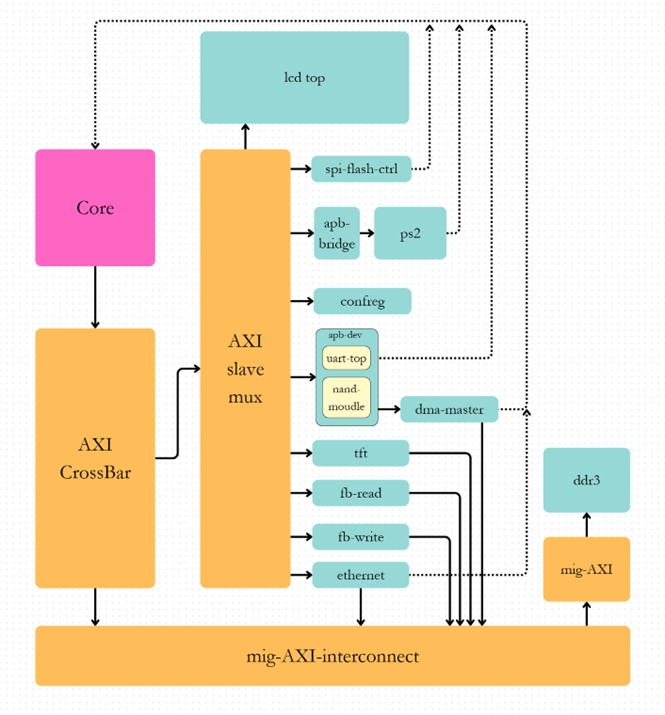 lcd top
Core
spi-flash-ctrl
apb-
bridge
ps2
confreg
AXI
slave
mux
apb-dev
uart-top
nand-
moudle
dma-master
AXI
CrossBar
tft
fb-read
fb-write
ethernet
ddr3
mig-AXI
mig-AXI-interconnect